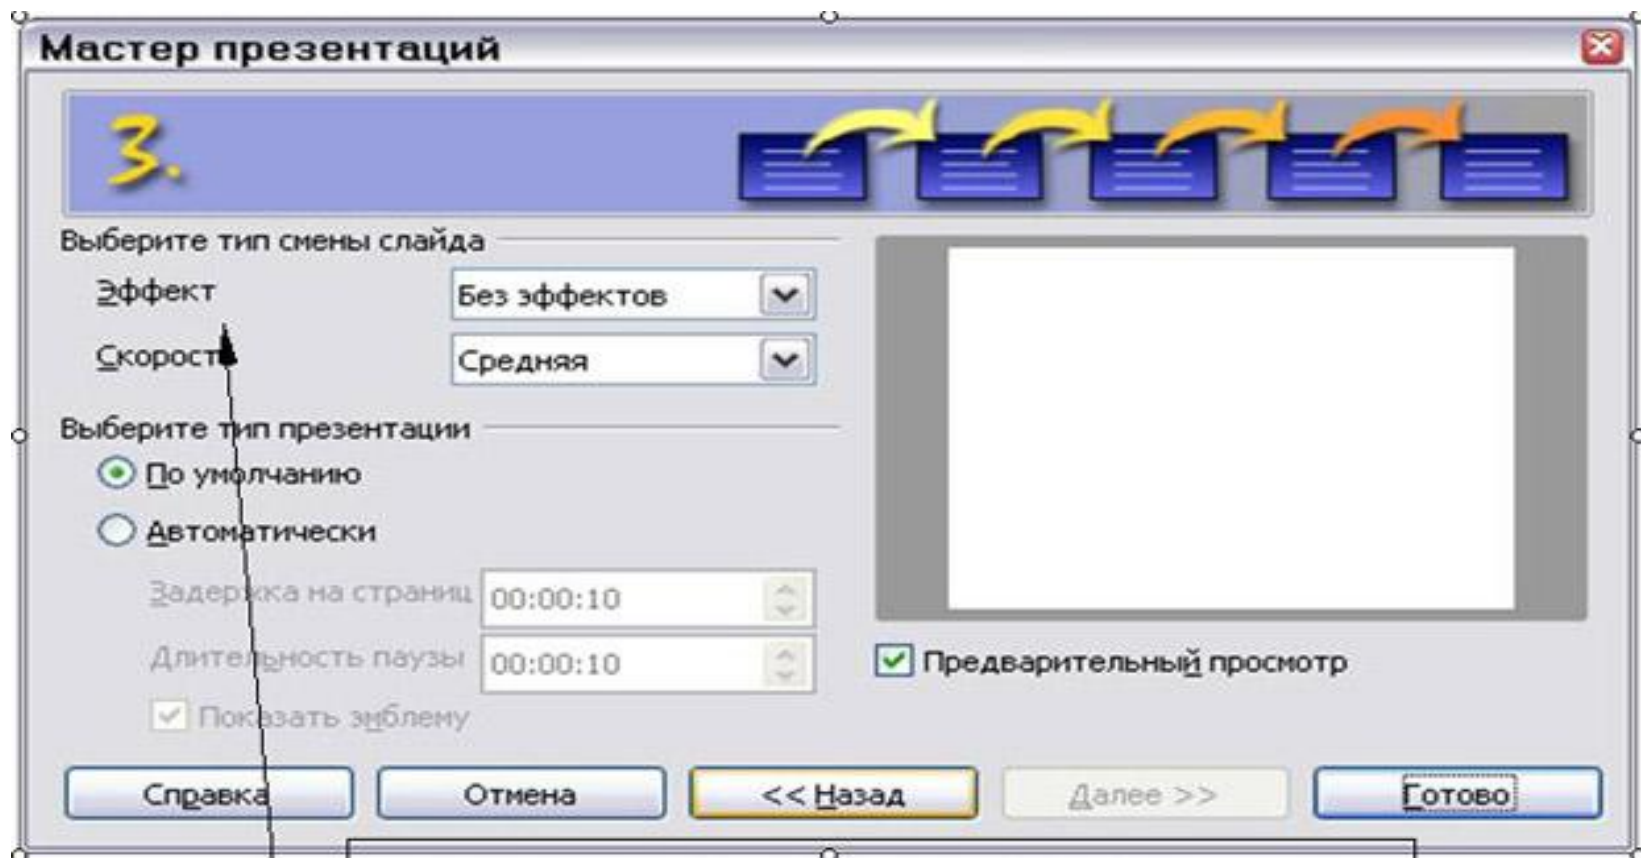 Мастер презентаций
3.
Выберите тип смены слайда
Эффект
Без эффектов
Скорост
Средняя
Выберите тип презентации
По умолчанию
Автоматически
Задержка на страниц
00:00:10
Длительность паузы
00:00:10
Показать эмблему
Предварительный просмотр
Справка
Отмена
<< Назад
Далее >>
Готово